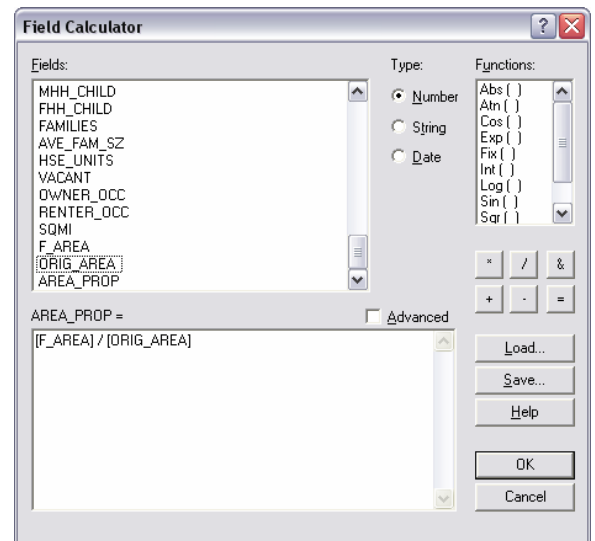 Field Calculator
Fields:
MHH_CHILD
FHH_CHILD
FAMILIES
AVE_FAM_SZ
HSE_UNITS
VACANT
OWNER_OCC
RENTER_OCC
SQMI
F_AREA
ORIG_AREA
AREA_PROP
Type:
Number
String
Date
Functions:
Abs ( )
Atn ( )
Cos ( )
Exp ( )
Fix ( )
Int ( )
Log ( )
Sin ( )
Sqr ( )
* / &
+ - =
AREA_PROP =
Advanced
[F_AREA] / [ORIG_AREA]
Load...
Save...
Help
OK
Cancel